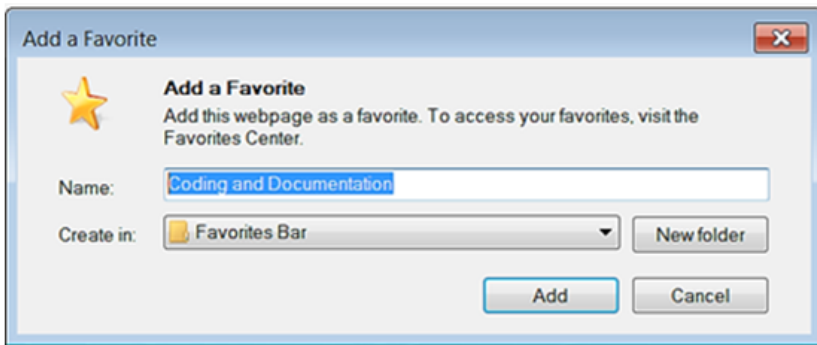 Add a Favorite
Add a Favorite
Add this webpage as a favorite. To access your favorites, visit the
Favorites Center.
Name: Coding and Documentation
Create in: Favorites Bar New folder
Add Cancel